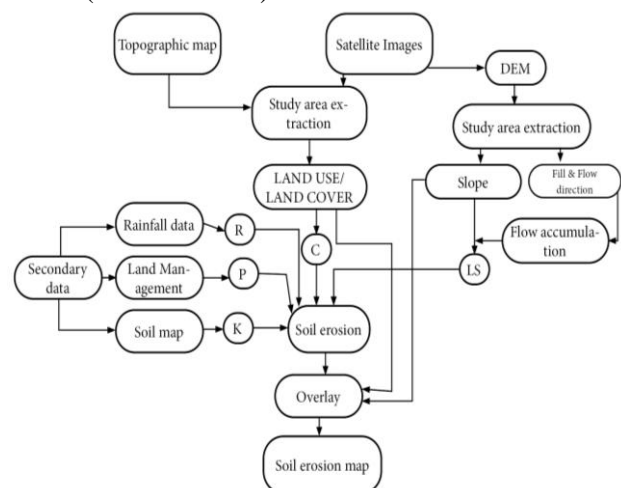 Topographic map
Satellite Images
DEM
Study area ex-
traction
Study area extraction
LAND USE/
LAND COVER
Slope
Fill & Flow
direction
Rainfall data
R
C
Flow accumula-
tion
Secondary
data
Land Man-
agement
P
LS
Soil map
K
Soil erosion
Overlay
Soil erosion map